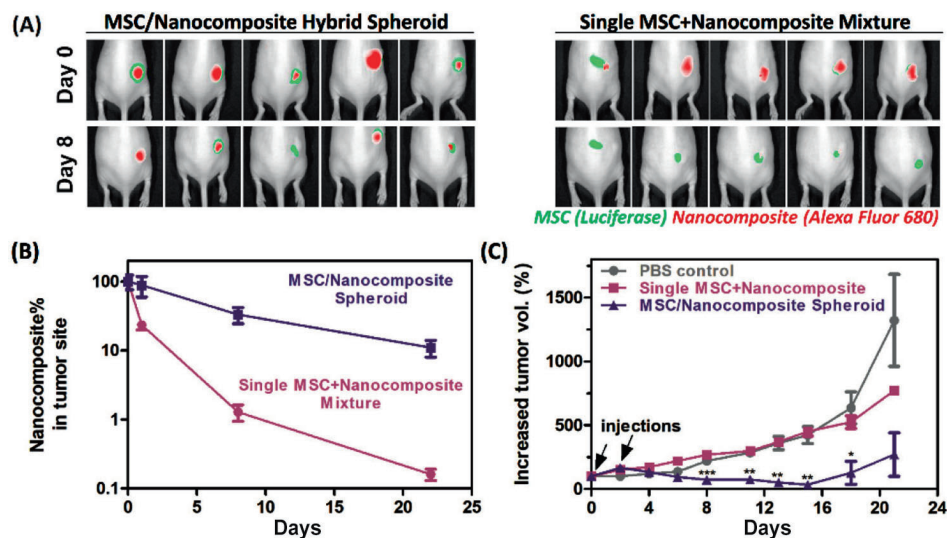 (A)
MSC/Nanocomposite Hybrid Spheroid
Single MSC+Nanocomposite Mixture
Day 0
Day 8
MSC (Luciferase) Nanocomposite (Alexa Fluor 680)
(B)
Nanocomposite%
in tumor site
100
10
1
0.1
MSC/Nanocomposite
Spheroid
Single MSC+Nanocomposite
Mixture
0 5 10 15 20 25
Days
(C)
Increased tumor vol. (%)
1500
1000
500
0
PBS control
Single MSC+Nanocomposite
MSC/Nanocomposite Spheroid
injections
*** ** ** ** *
0 4 8 12 16 20 24
Days